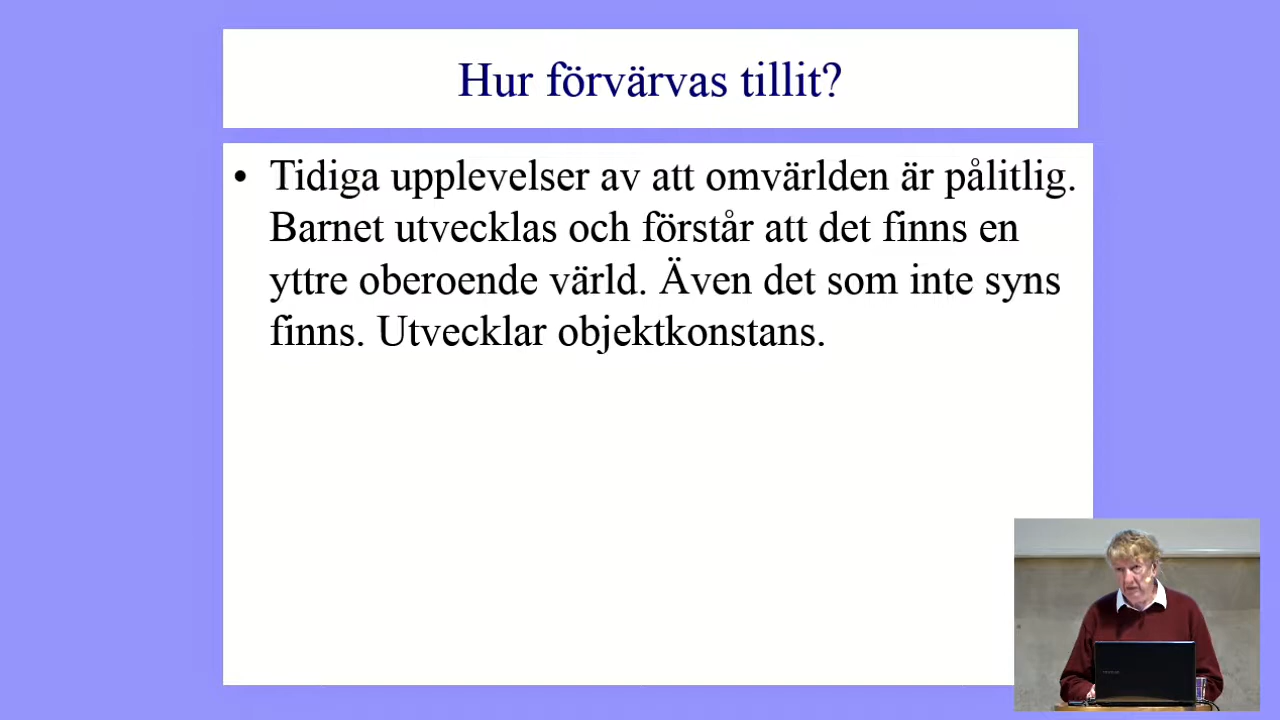 Hur förvärvas tillit?
• Tidiga upplevelser av att omvärlden är pålitlig.
Barnet utvecklas och förstår att det finns en
yttre oberoende värld. Även det som inte syns
finns. Utvecklar objektkonstans.